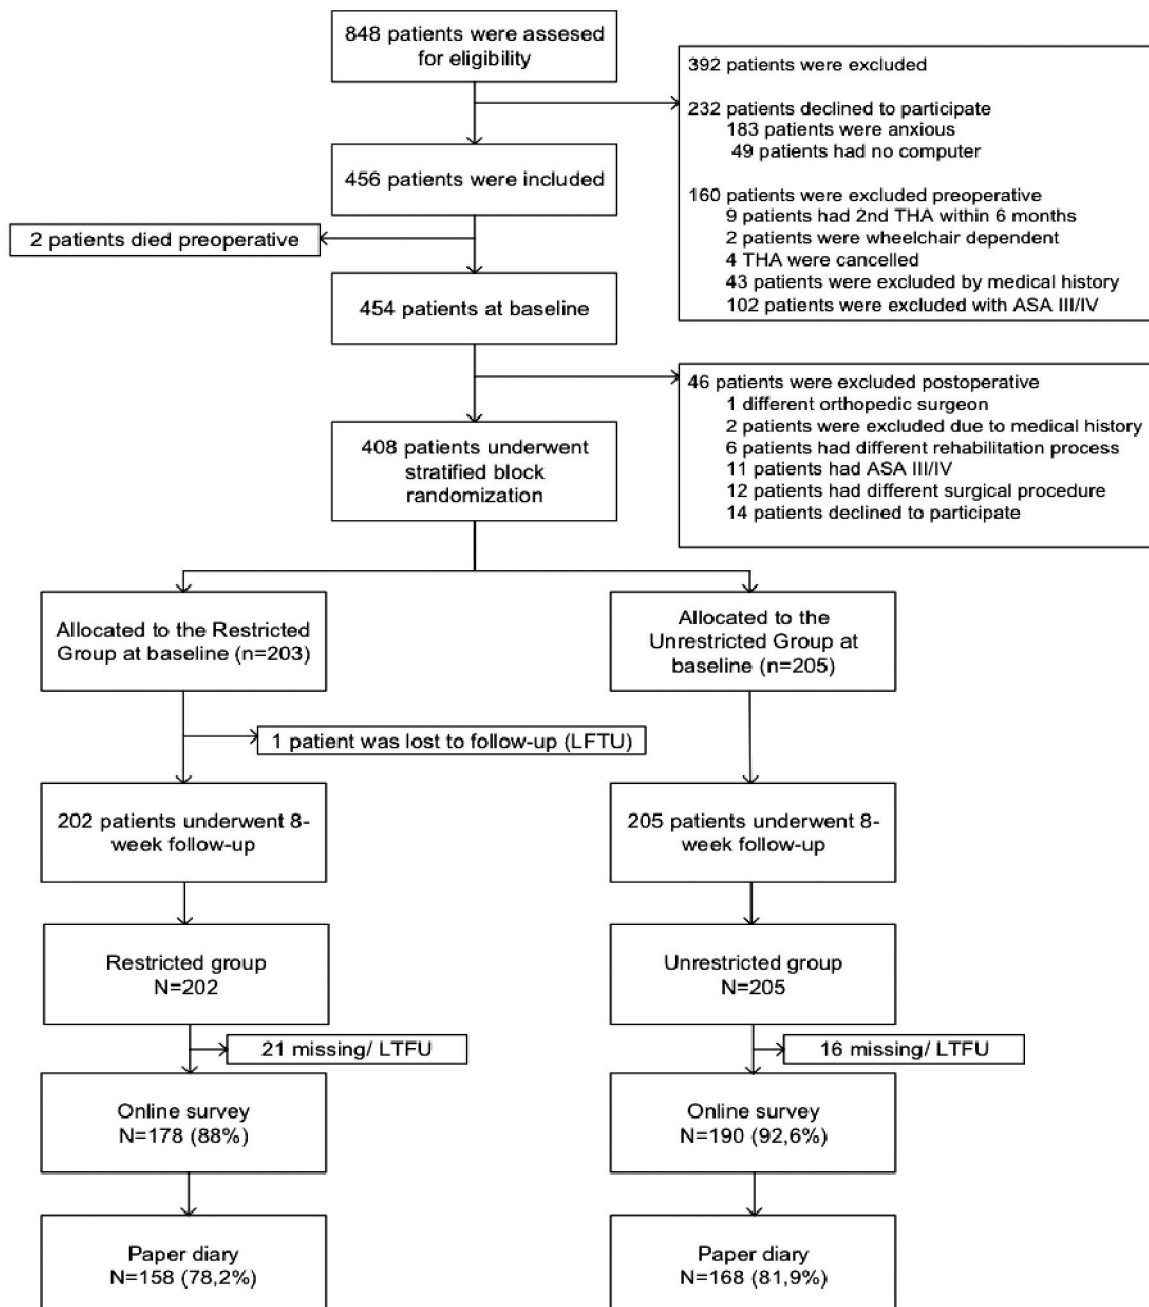 848 patients were assesed
for eligibility
392 patients were excluded
232 patients declined to participate
183 patients were anxious
49 patients had no computer
160 patients were excluded preoperative
9 patients had 2nd THA within 6 months
2 patients were wheelchair dependent
4 THA were cancelled
43 patients were excluded by medical history
102 patients were excluded with ASA III/IV
456 patients were included
2 patients died preoperative
454 patients at baseline
46 patients were excluded postoperative
1 different orthopedic surgeon
2 patients were excluded due to medical history
6 patients had different rehabilitation process
11 patients had ASA III/IV
12 patients had different surgical procedure
14 patients declined to participate
408 patients underwent
stratified block
randomization
Allocated to the Restricted
Group at baseline (n=203)
Allocated to the
Unrestricted Group at
baseline (n=205)
1 patient was lost to follow-up (LFTU)
202 patients underwent 8-
week follow-up
205 patients underwent 8-
week follow-up
Restricted group
N=202
Unrestricted group
N=205
21 missing/ LTFU
16 missing/ LTFU
Online survey
N=178 (88%)
Online survey
N=190 (92,6%)
Paper diary
N=158 (78,2%)
Paper diary
N=168 (81,9%)